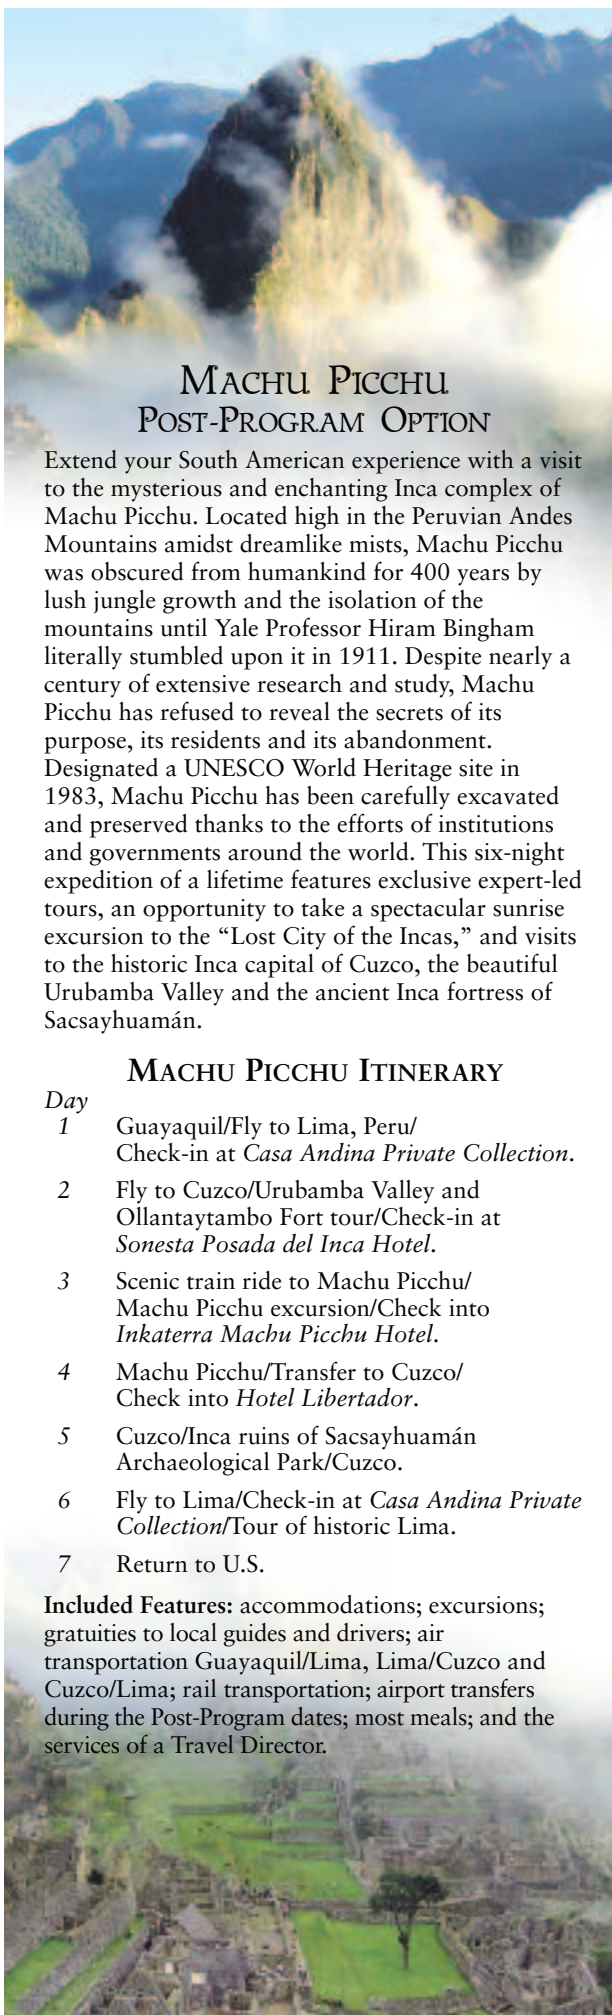 MACHU PICCHU
POST-PROGRAM OPTION
Extend your South American experience with a visit
to the mysterious and enchanting Inca complex of
Machu Picchu. Located high in the Peruvian Andes
Mountains amidst dreamlike mists, Machu Picchu
was obscured from humankind for 400 years by
lush jungle growth and the isolation of the
mountains until Yale Professor Hiram Bingham
literally stumbled upon it in 1911. Despite nearly a
century of extensive research and study, Machu
Picchu has refused to reveal the secrets of its
purpose, its residents and its abandonment.
Designated a UNESCO World Heritage site in
1983, Machu Picchu has been carefully excavated
and preserved thanks to the efforts of institutions
and governments around the world. This six-night
expedition of a lifetime features exclusive expert-led
tours, an opportunity to take a spectacular sunrise
excursion to the “Lost City of the Incas,” and visits
to the historic Inca capital of Cuzco, the beautiful
Urubamba Valley and the ancient Inca fortress of
Sacsayhuamán.
MACHU PICCHU ITINERARY
Day
1 Guayaquil/Fly to Lima, Peru/
Check-in at Casa Andina Private Collection.
2 Fly to Cuzco/Urubamba Valley and
Ollantaytambo Fort tour/Check-in at
Sonesta Posada del Inca Hotel.
3 Scenic train ride to Machu Picchu/
Machu Picchu excursion/Check into
Inkaterra Machu Picchu Hotel.
4 Machu Picchu/Transfer to Cuzco/
Check into Hotel Libertador.
5 Cuzco/Inca ruins of Sacsayhuamán
Archaeological Park/Cuzco.
6 Fly to Lima/Check-in at Casa Andina Private
Collection/Tour of historic Lima.
7 Return to U.S.
Included Features: accommodations; excursions;
gratuities to local guides and drivers; air
transportation Guayaquil/Lima, Lima/Cuzco and
Cuzco/Lima; rail transportation; airport transfers
during the Post-Program dates; most meals; and the
services of a Travel Director.